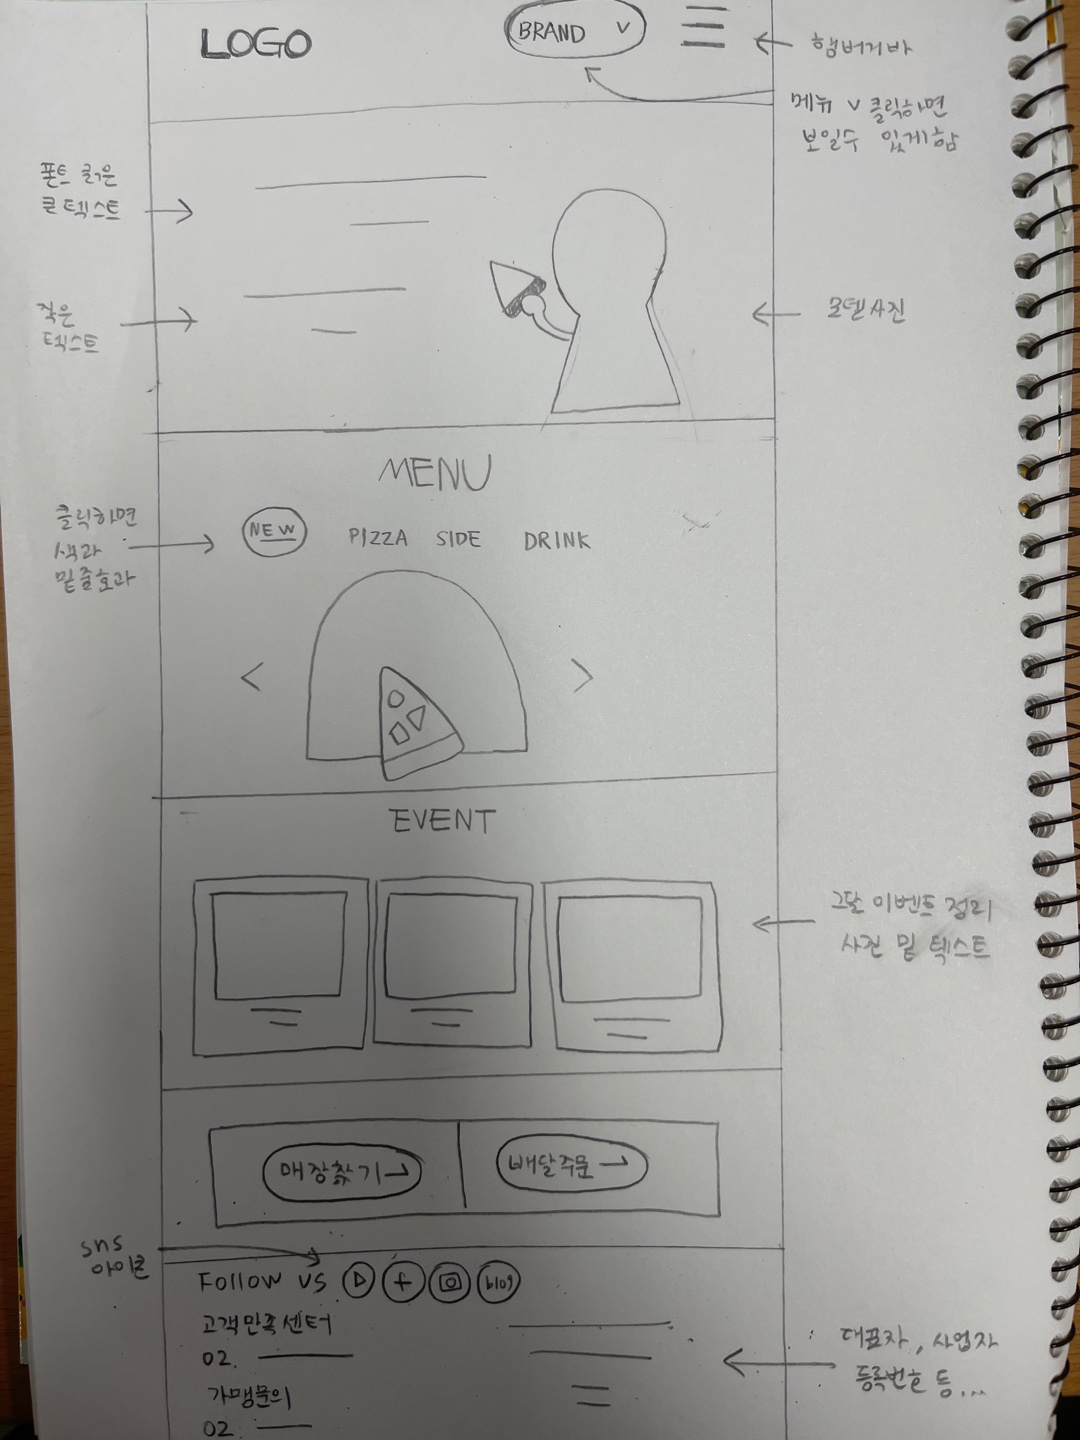 LOGO
BRAND ∨
햄버거바
메뉴 ∨ 클릭하면
보일수 있게함
폰트 굵은
큰텍스트
작은
텍스트
모델사진
MENU
클릭하면
색과
밑줄효과
NEW PIZZA SIDE DRINK
< >
EVENT
그달 이벤트 정리
사진 밑 텍스트
매장찾기→
배달주문→
sns
아이콘
FOLLOW US f blog
고객만족센터
02.
가맹문의
02.
대표자, 사업자
등록번호 등...